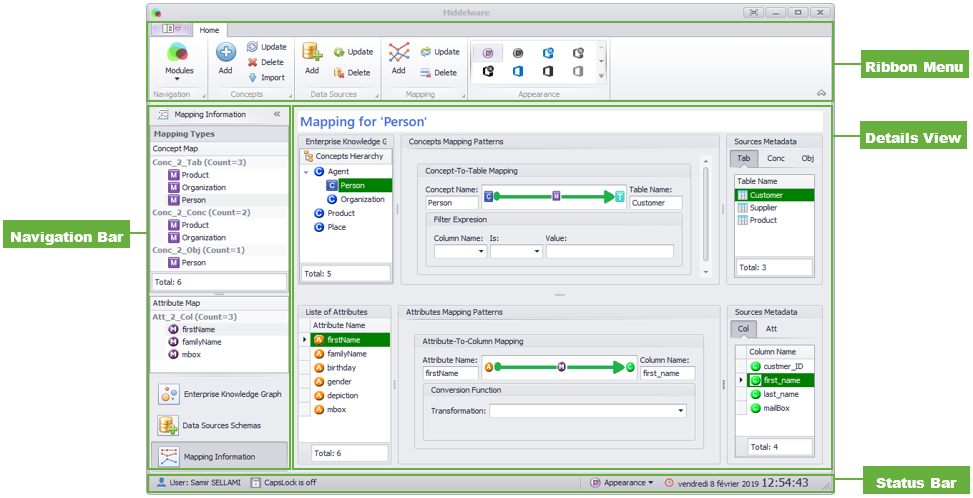 Middelware
Home
Modules
Add
Update
Delete
Import
Add
Update
Delete
Add
Update
Delete
Navigation
Concepts
Data Sources
Mapping
Appearance
Ribbon Menu
Details View
Navigation Bar
Status Bar
Mapping Information
Mapping Types
Concept Map
Conc_2_Tab (Count=3)
Product
Organization
Person
Conc_2_Conc (Count=2)
Product
Organization
Conc_2_Obj (Count=1)
Person
Total: 6
Attribute Map
Att_2_Col (Count=3)
firstName
familyName
mbox
Enterprise Knowledge Graph
Data Sources Schemas
Mapping Information
Mapping for 'Person'
Enterprise Knowledge G
Concepts Hierarchy
Agent
Person
Organization
Product
Place
Total: 5
Concepts Mapping Patterns
Concept-To-Table Mapping
Concept Name:
Person
C
M
T
Table Name:
Customer
Filter Expresion
Column Name:
Is:
Value:
Sources Metadata
Tab
Conc
Obj
Table Name
Customer
Supplier
Product
Total: 3
Liste of Attributes
Attribute Name
firstName
familyName
birthday
gender
depiction
mbox
Total: 6
Attributes Mapping Patterns
Attribute-To-Column Mapping
Attribute Name:
firstName
A
M
C
Column Name:
first_name
Conversion Function
Transformation:
Sources Metadata
Col
Att
Column Name
custmer_ID
first_name
last_name
mailBox
Total: 4
User: Samir SELLAMI
CapsLock is off
Appearance
vendredi 8 février 2019
12:54:43